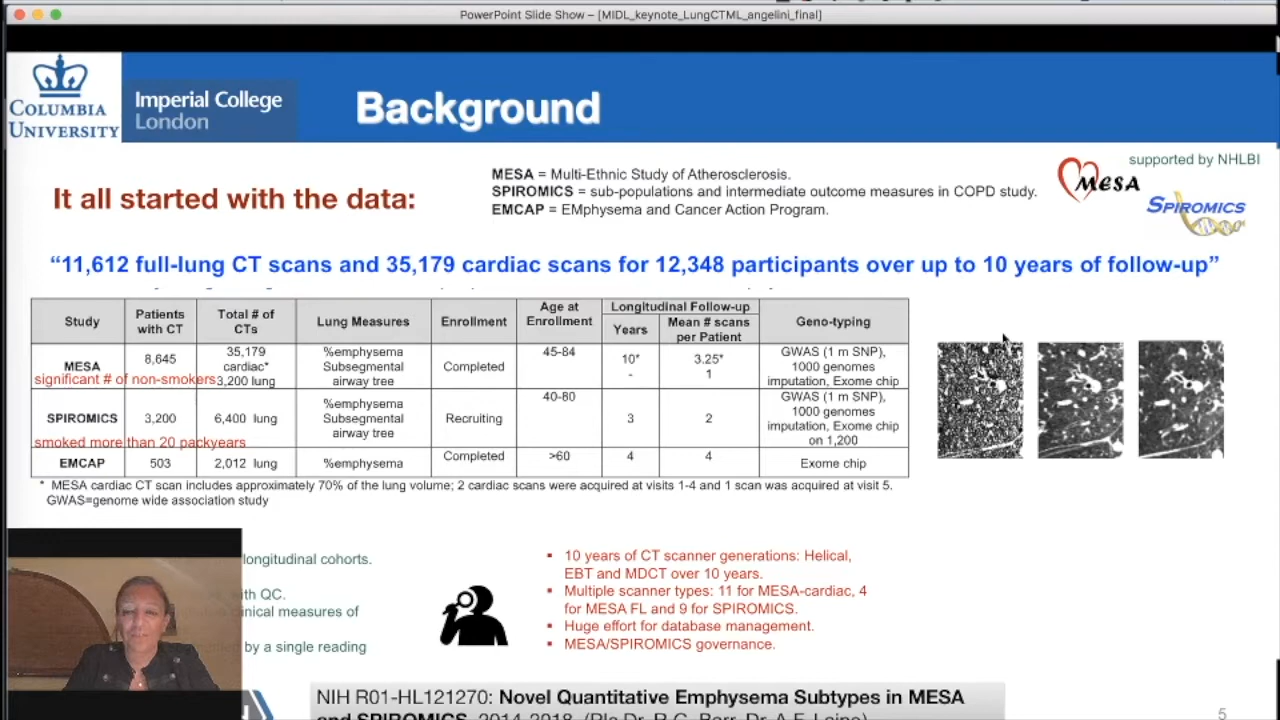 PowerPoint Slide Show – [MIDL_keynote_LungCTML_angelini_final]
COLUMBIA
UNIVERSITY
Imperial College
London
Background
supported by NHLBI
MESA
SPIROMICS
It all started with the data:
MESA = Multi-Ethnic Study of Atherosclerosis.
SPIROMICS = sub-populations and intermediate outcome measures in COPD study.
EMCAP = EMphysema and Cancer Action Program.
“11,612 full-lung CT scans and 35,179 cardiac scans for 12,348 participants over up to 10 years of follow-up”
Study Patients with CT Total # of CTs Lung Measures Enrollment Age at Enrollment Longitudinal Follow-up Years Mean # scans per Patient Geno-typing
MESA 8,645 35,179 cardiac* 3,200 lung %emphysema Subsegmental airway tree Completed 45-84 10* - 3.25* 1 GWAS (1 m SNP), 1000 genomes imputation, Exome chip
significant # of non-smokers
SPIROMICS 3,200 6,400 lung %emphysema Subsegmental airway tree Recruiting 40-80 3 2 GWAS (1 m SNP), 1000 genomes imputation, Exome chip on 1,200
smoked more than 20 packyears
EMCAP 503 2,012 lung %emphysema Completed >60 4 4 Exome chip
* MESA cardiac CT scan includes approximately 70% of the lung volume; 2 cardiac scans were acquired at visits 1-4 and 1 scan was acquired at visit 5.
GWAS=genome wide association study
longitudinal cohorts.
QC.
measures of
by a single reading
▪ 10 years of CT scanner generations: Helical,
EBT and MDCT over 10 years.
▪ Multiple scanner types: 11 for MESA-cardiac, 4
for MESA FL and 9 for SPIROMICS.
▪ Huge effort for database management.
▪ MESA/SPIROMICS governance.
NIH R01-HL121270: Novel Quantitative Emphysema Subtypes in MESA
and SPIROMICS, 2014-2018, (PIs Dr. R.G. Barr, Dr. A.F. Laine)
5